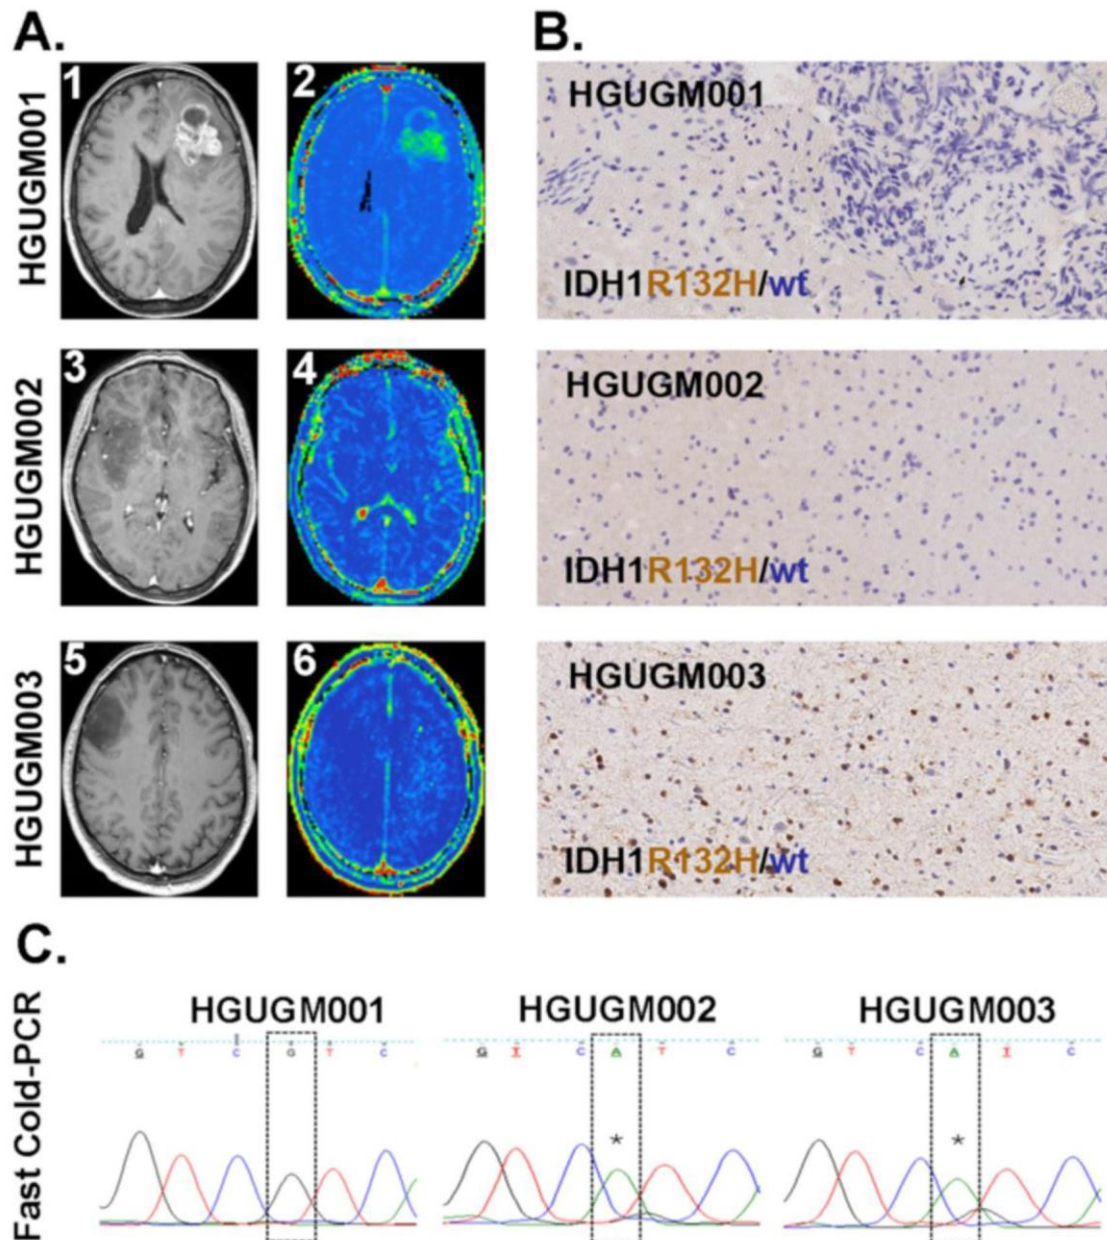 A.
B.
HGUGM001
1
2
HGUGM001
IDH1R132H/wt
HGUGM002
3
4
HGUGM002
IDH1R132H/wt
HGUGM003
5
6
HGUGM003
IDH1R132H/wt
C.
Fast Cold-PCR
HGUGM001
HGUGM002
HGUGM003
G T C G T C
G T C A T C
G T C A T C
* *